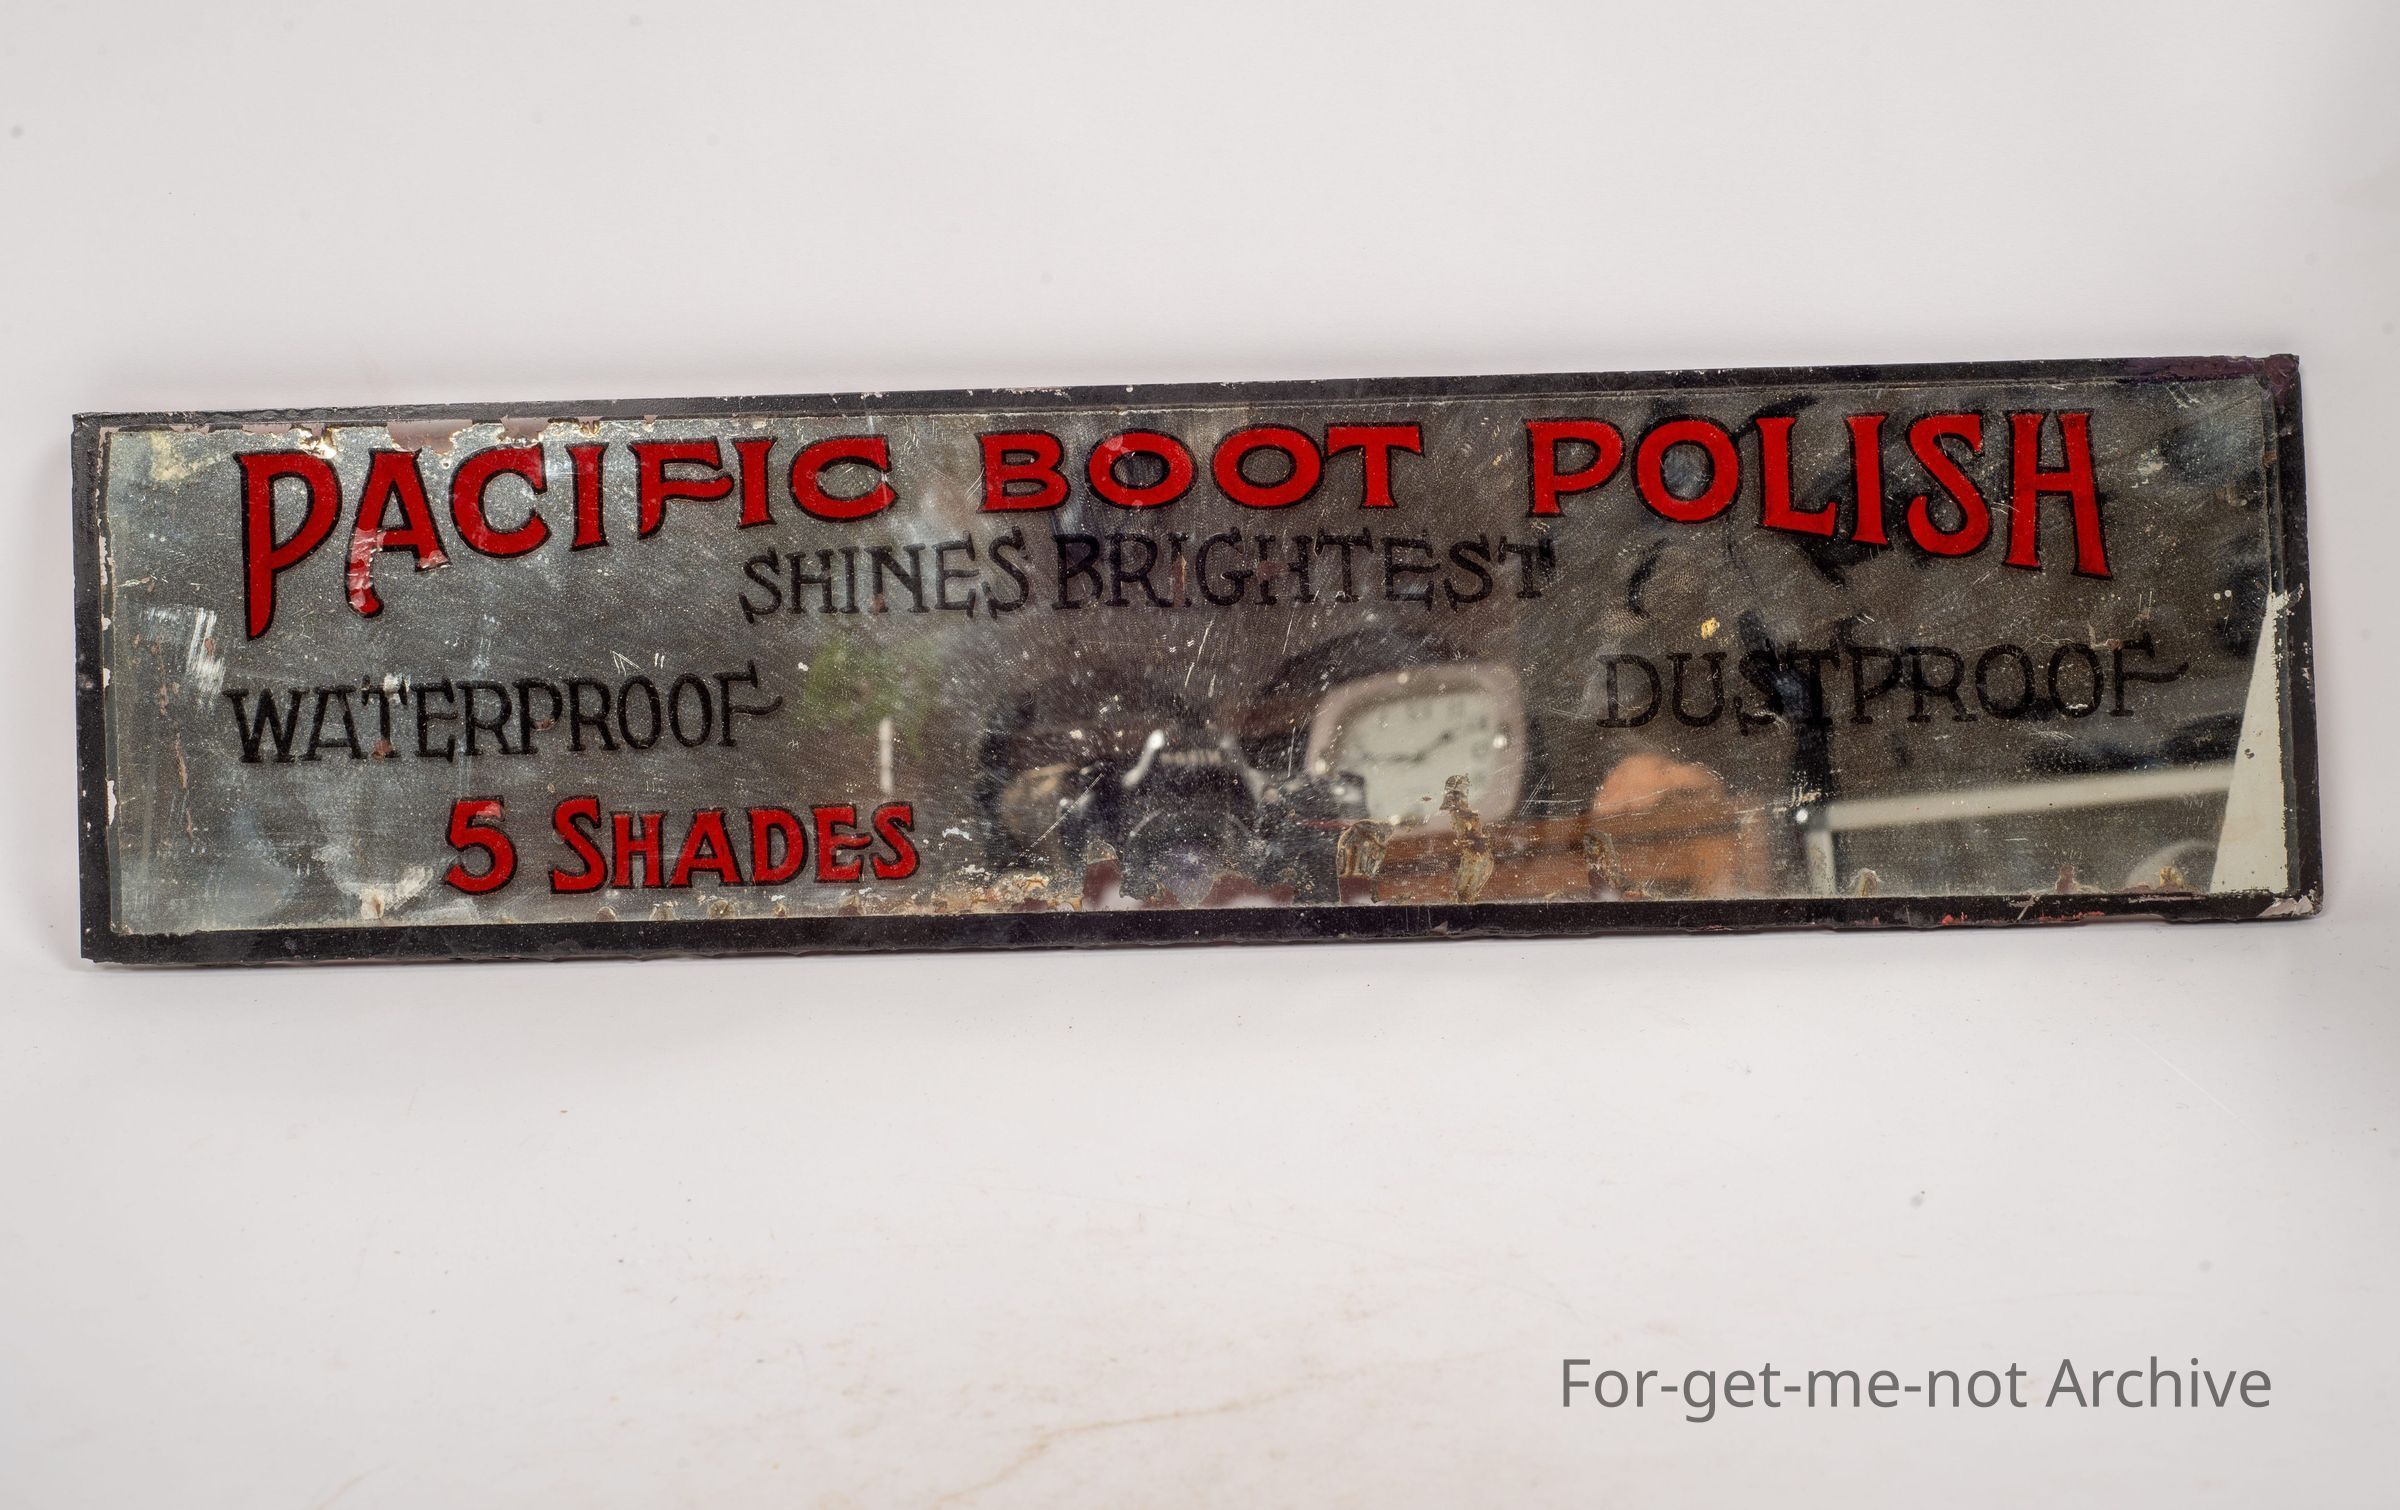 PACIFIC BOOT POLISH
SHINES BRIGHTEST
WATERPROOF DUSTPROOF
5 SHADES
For-get-me-not Archive